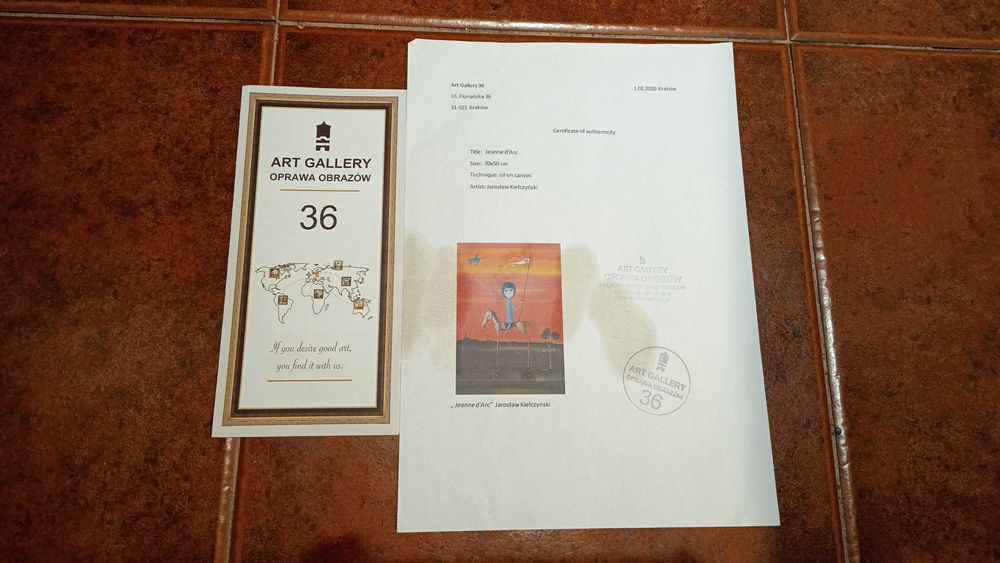 ART GALLERY
OPRAWA OBRAZÓW
36
If you desire good art,
you find it with us.
Art Gallery 36
Ul. Floriańska 36
31-021 Kraków
1.02.2020 Kraków
Certificate of authenticity
Title: Jeanne d'Arc
Size: 70x50 cm
Technique: oil on canvas
Artist: Jarosław Kiełczyński
„Jeanne d'Arc” Jarosław Kiełczyński
ART GALLERY
OPRAWA OBRAZÓW
ART GALLERY
OPRAWA OBRAZÓW
36